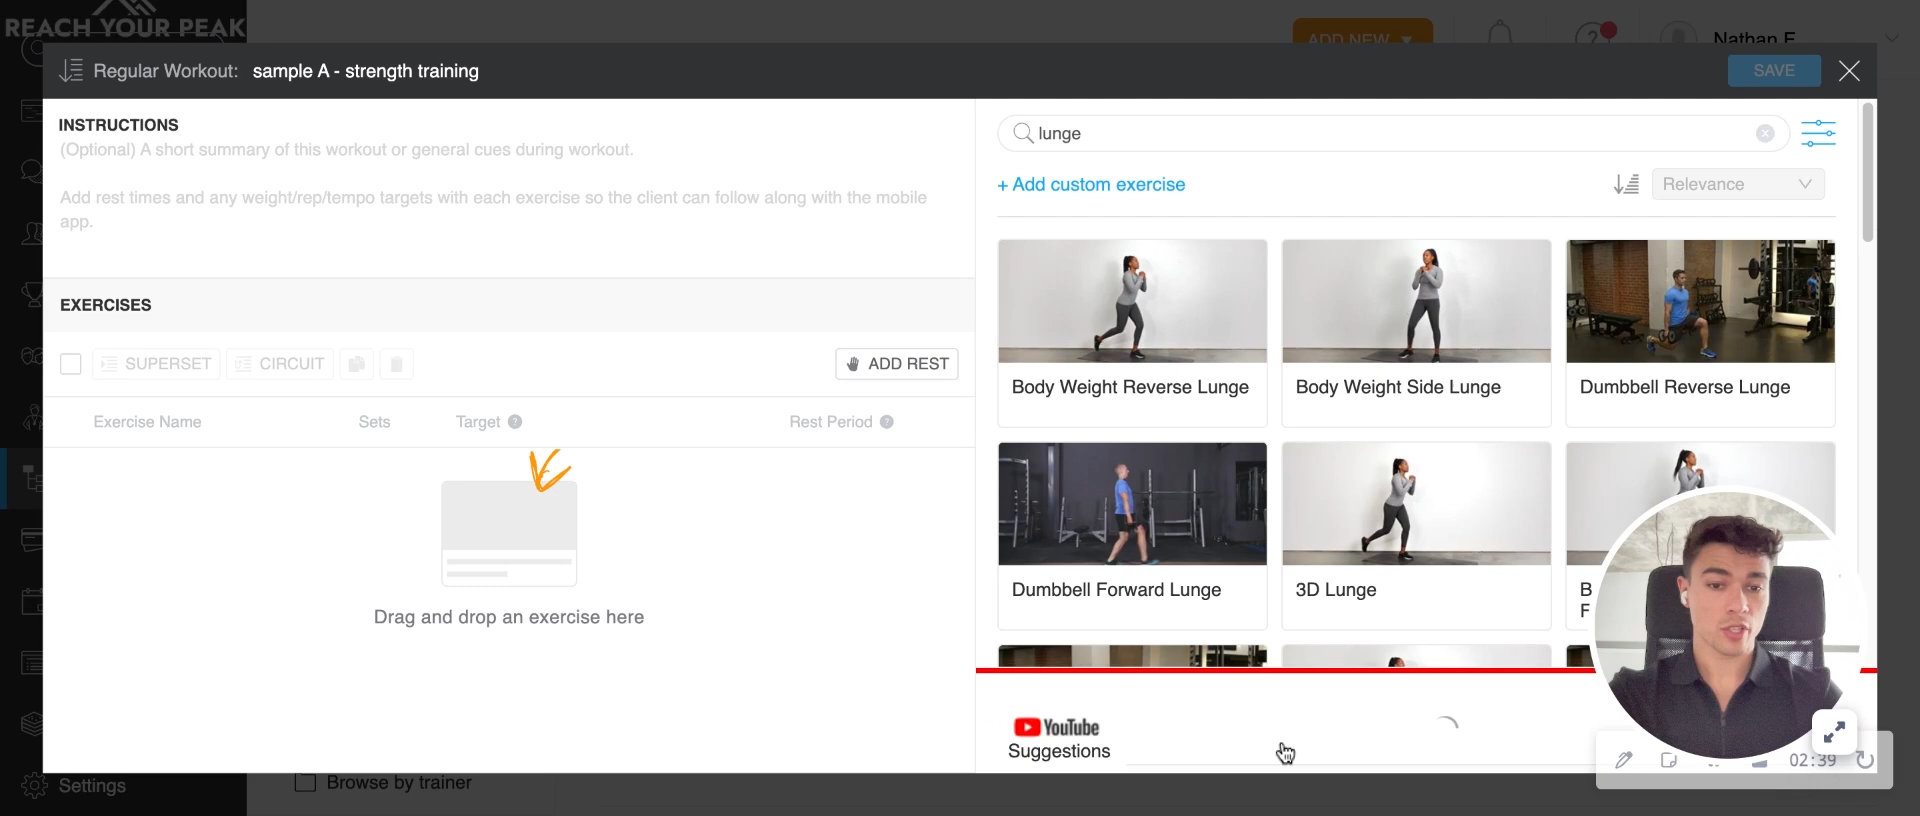 REACH YOUR PEAK
ADD NEW
Nathan F
Regular Workout: sample A - strength training
SAVE
INSTRUCTIONS
(Optional) A short summary of this workout or general cues during workout.
Add rest times and any weight/rep/tempo targets with each exercise so the client can follow along with the mobile
app.
EXERCISES
SUPERSET
CIRCUIT
ADD REST
Exercise Name
Sets
Target ?
Rest Period ?
Drag and drop an exercise here
lunge
+ Add custom exercise
Relevance
Body Weight Reverse Lunge
Body Weight Side Lunge
Dumbbell Reverse Lunge
Dumbbell Forward Lunge
3D Lunge
B
F
YouTube
Suggestions
02:39
Settings
Browse by trainer